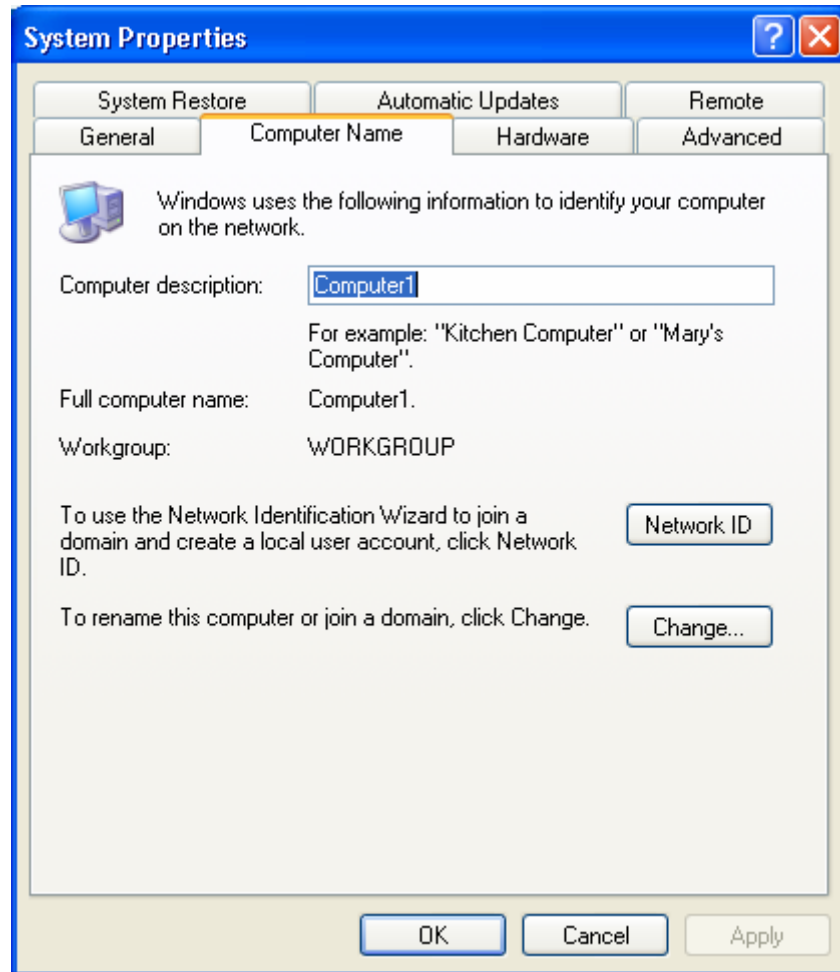 System Properties
System Restore Automatic Updates Remote
General Computer Name Hardware Advanced
Windows uses the following information to identify your computer
on the network.
Computer description: Computer1
For example: "Kitchen Computer" or "Mary's
Computer".
Full computer name: Computer1.
Workgroup: WORKGROUP
To use the Network Identification Wizard to join a
domain and create a local user account, click Network
ID.
Network ID
To rename this computer or join a domain, click Change.
Change...
OK Cancel Apply